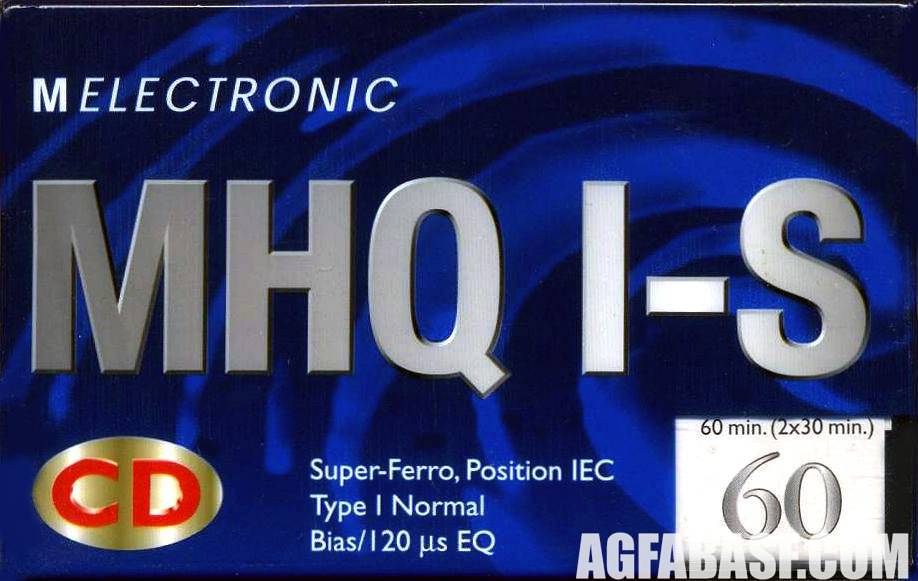 MELECTRONIC
MHQ I-S
CD
Super-Ferro, Position IEC
Type I Normal
Bias/120 µs EQ
60 min. (2x30 min.)
60
AGFABASF.COM